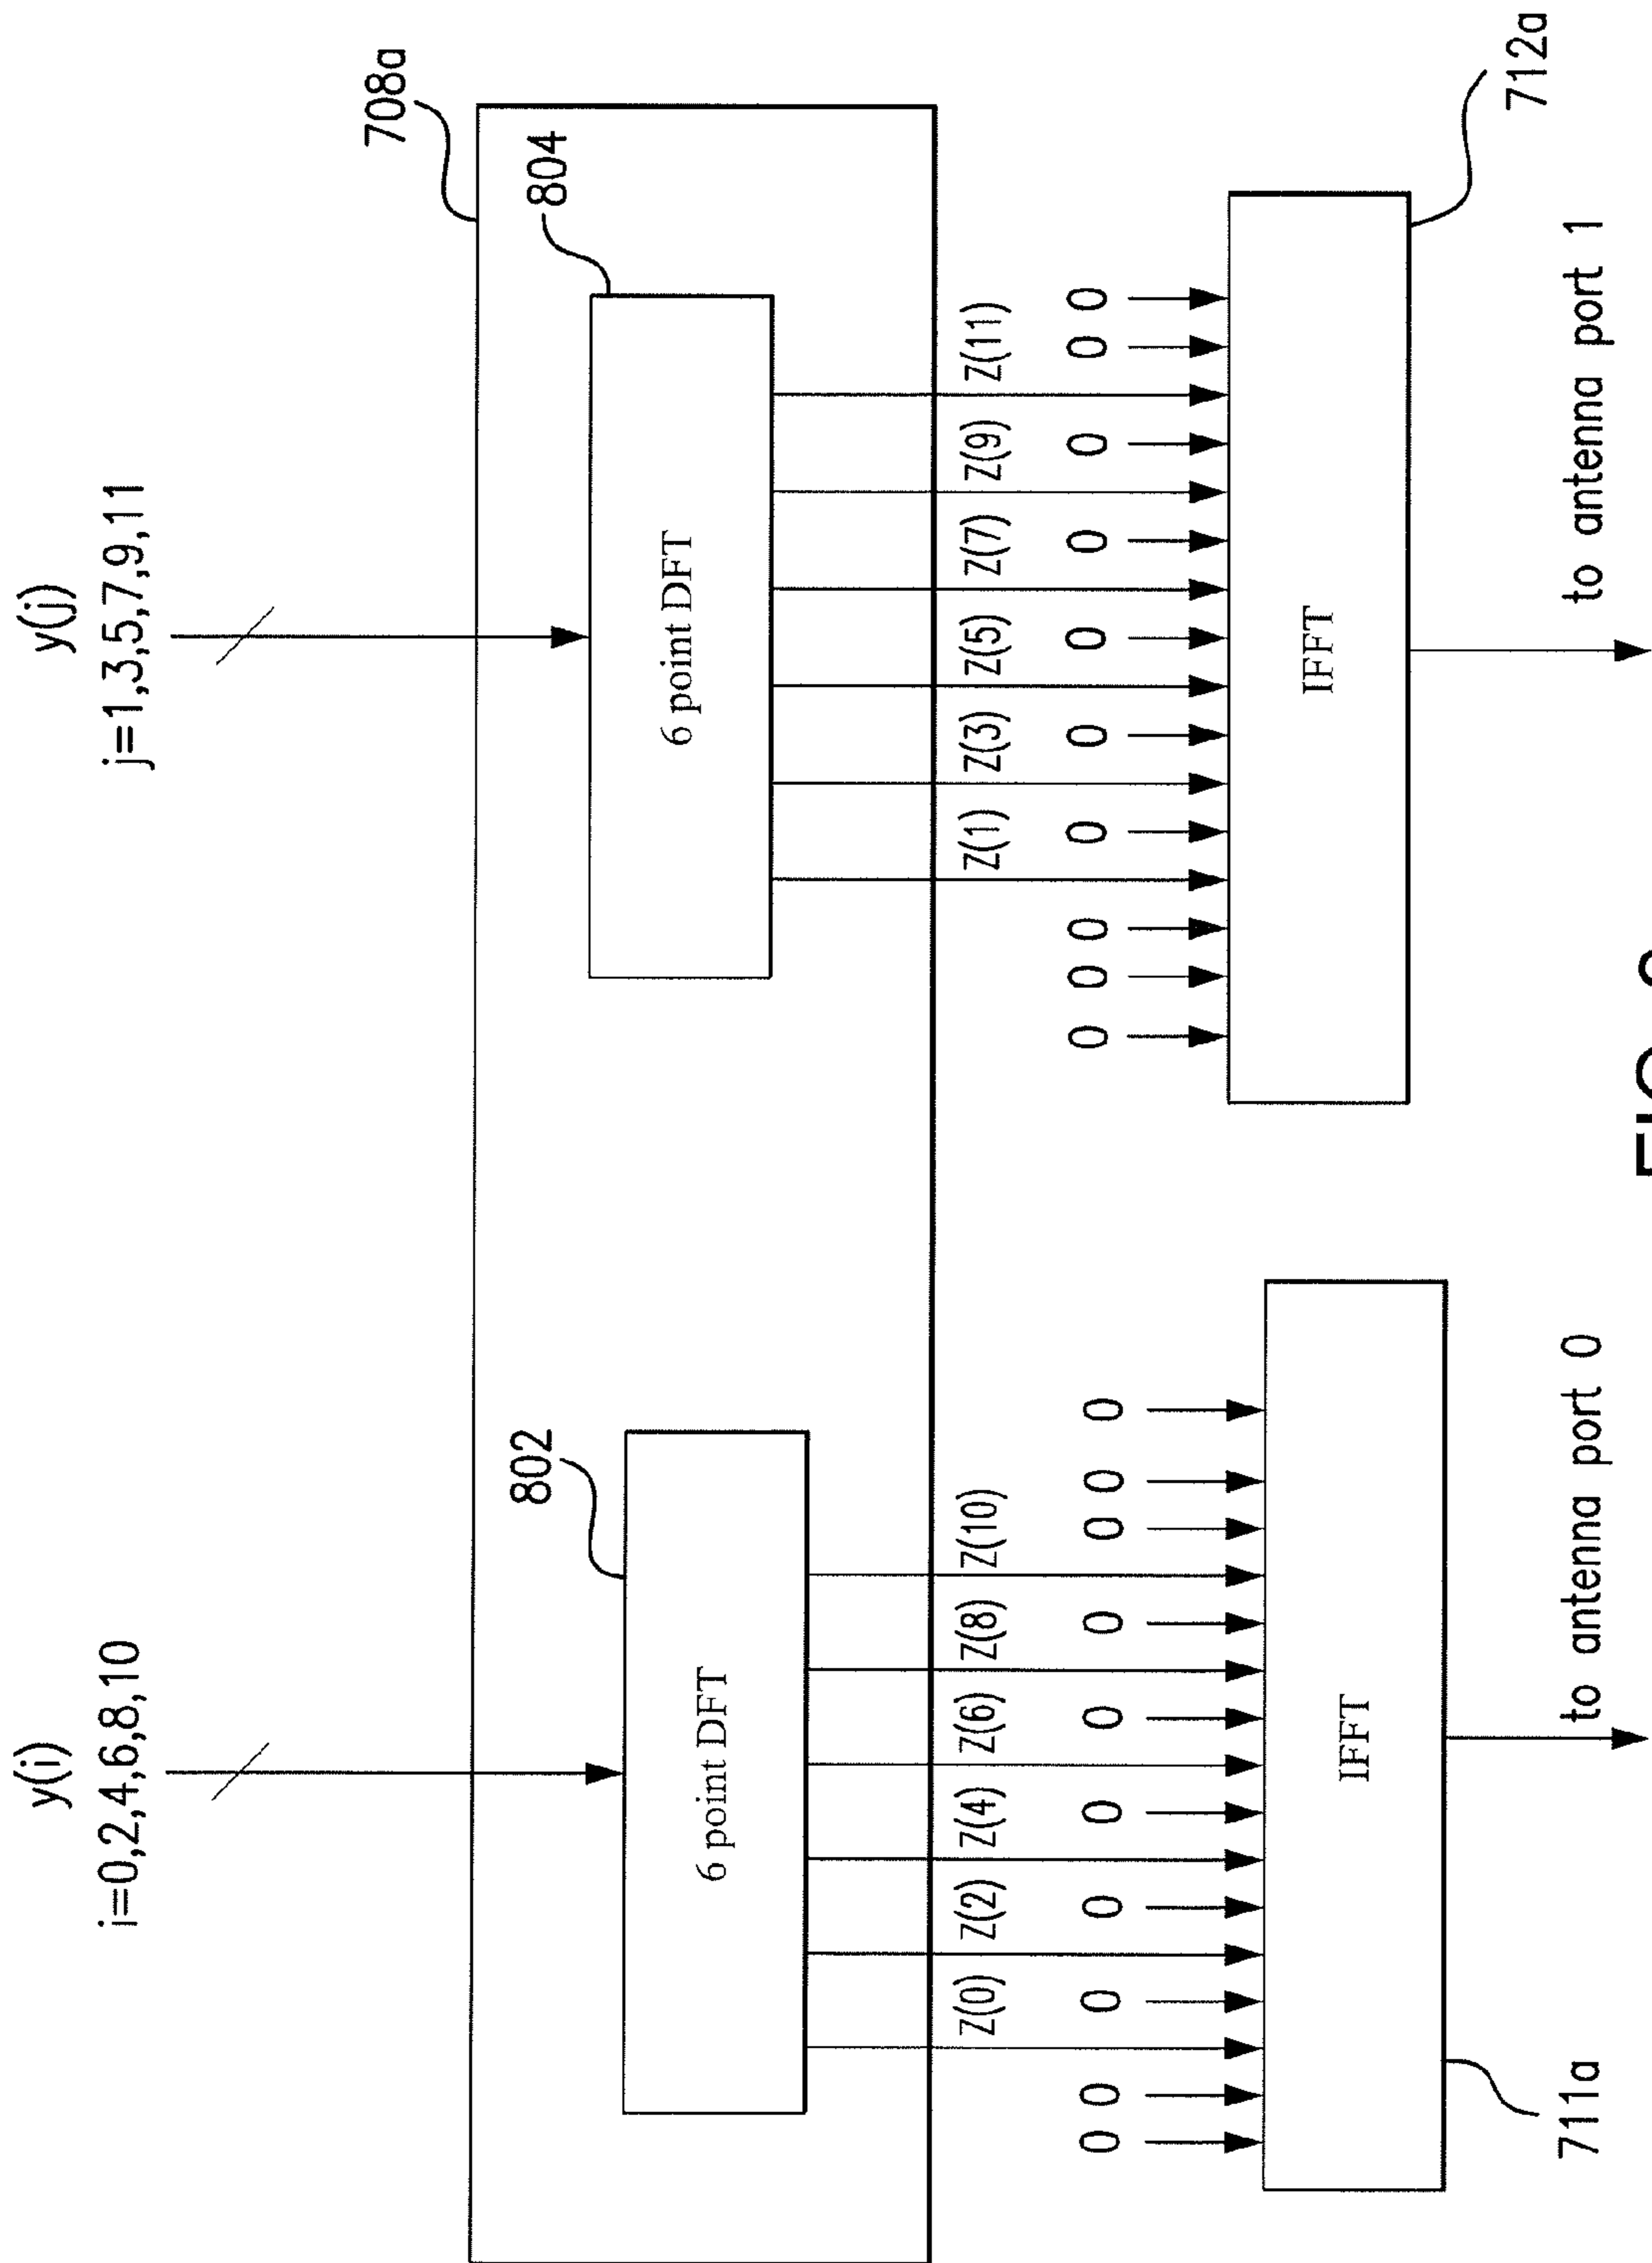 y(i)
i=0,2,4,6,8,10
y(j)
j=1,3,5,7,9,11
708a
802
6 point DFT
804
6 point DFT
Z(0) Z(2) Z(4) Z(6) Z(8) Z(10)
Z(1) Z(3) Z(5) Z(7) Z(9) Z(11)
0 0 0 0 0 0 0 0 0 0
0 0 0 0 0 0 0 0 0 0
IFFT
IFFT
711a
712a
to antenna port 0
to antenna port 1